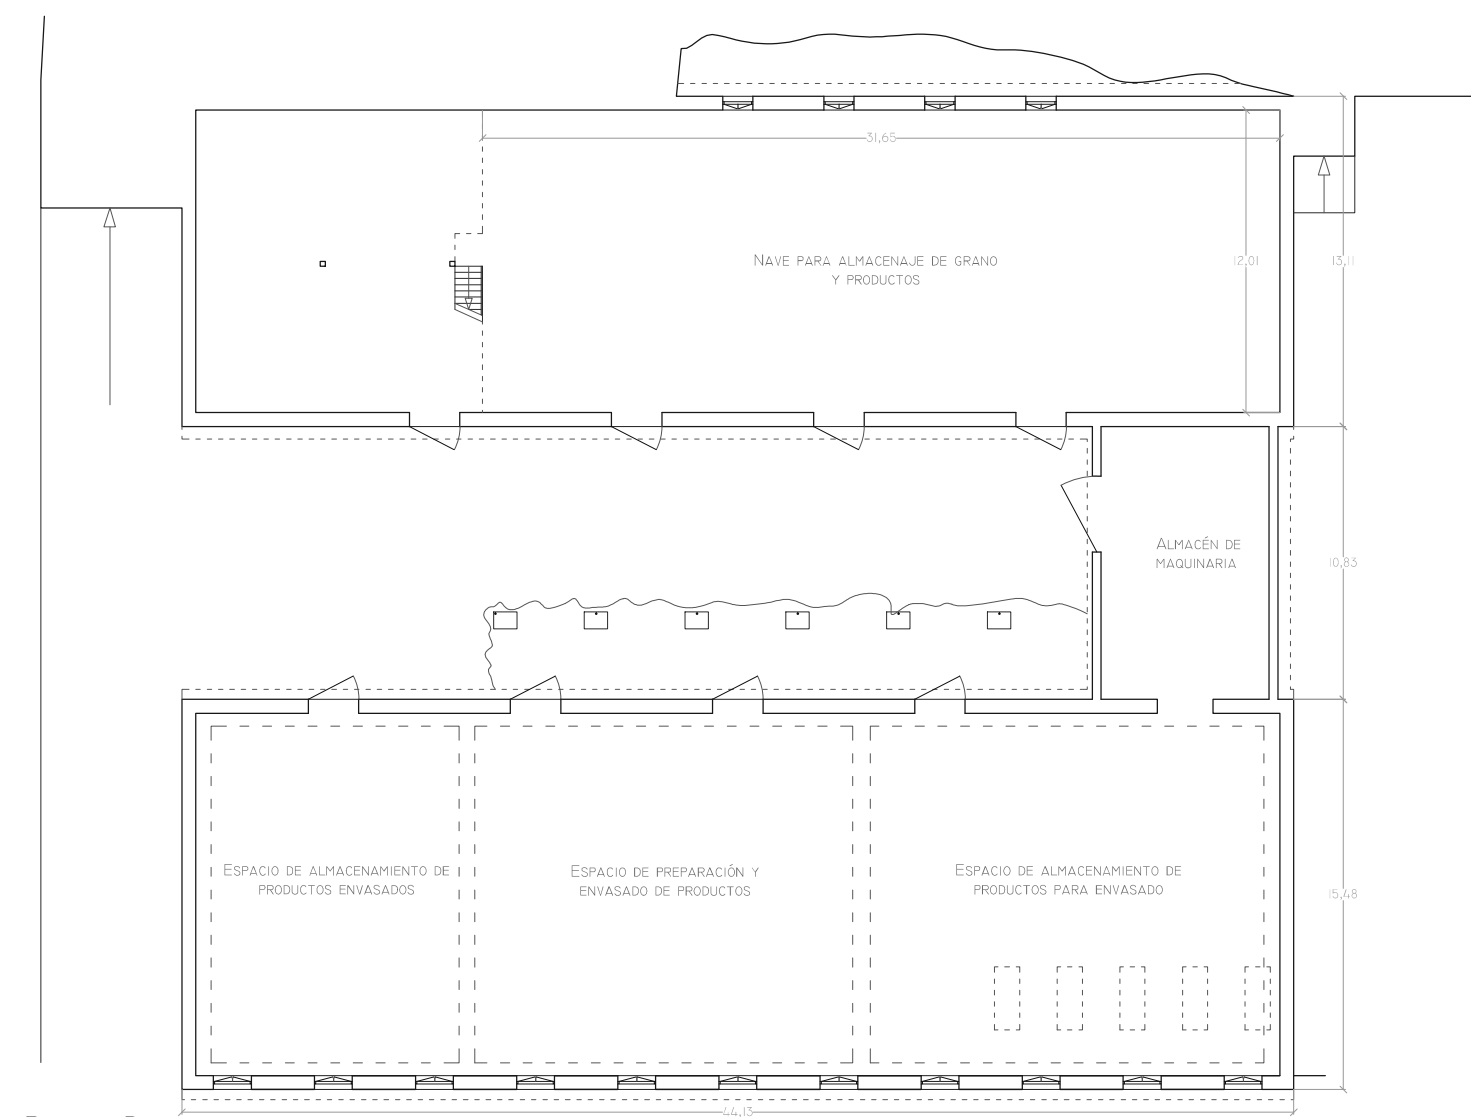 31,65
NAVE PARA ALMACENAJE DE GRANO
Y PRODUCTOS
12,01
13,11
ALMACÉN DE
MAQUINARIA
10,83
ESPACIO DE ALMACENAMIENTO DE
PRODUCTOS ENVASADOS
ESPACIO DE PREPARACIÓN Y
ENVASADO DE PRODUCTOS
ESPACIO DE ALMACENAMIENTO DE
PRODUCTOS PARA ENVASADO
15,48
44,13